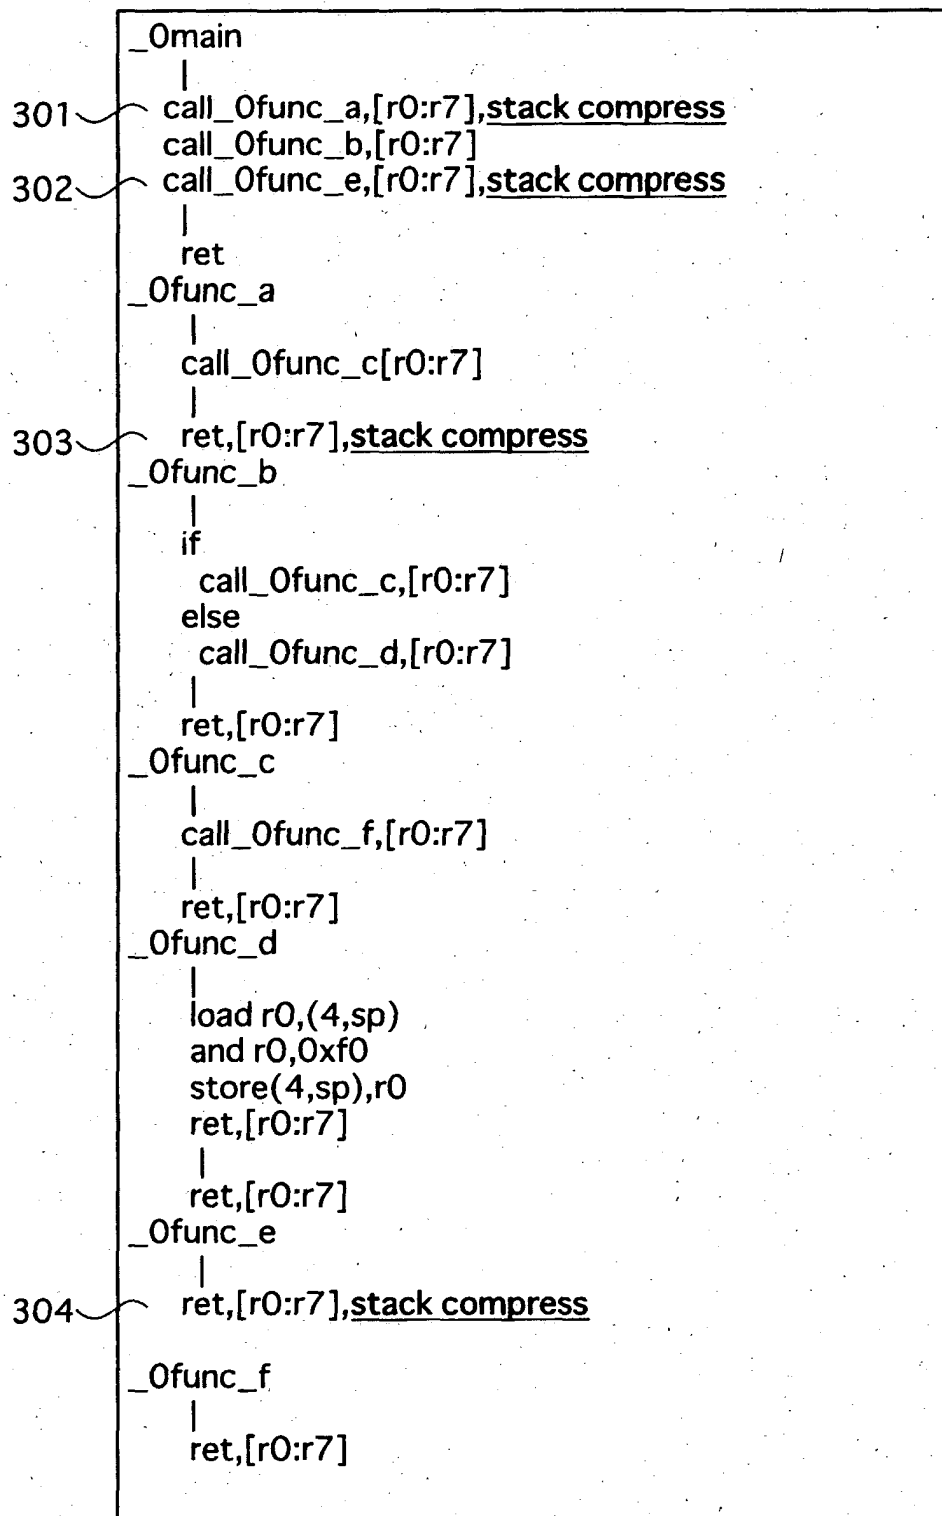 _0main
|
301 call_0func_a,[r0:r7],stack compress
call_0func_b,[r0:r7]
302 call_0func_e,[r0:r7],stack compress
|
ret
_0func_a
|
call_0func_c[r0:r7]
|
303 ret,[r0:r7],stack compress
_0func_b
|
if
call_0func_c,[r0:r7]
else
call_0func_d,[r0:r7]
|
ret,[r0:r7]
_0func_c
|
call_0func_f,[r0:r7]
|
ret,[r0:r7]
_0func_d
|
load r0,(4,sp)
and r0,0xf0
store(4,sp),r0
ret,[r0:r7]
|
ret,[r0:r7]
_0func_e
|
304 ret,[r0:r7],stack compress
_0func_f
|
ret,[r0:r7]